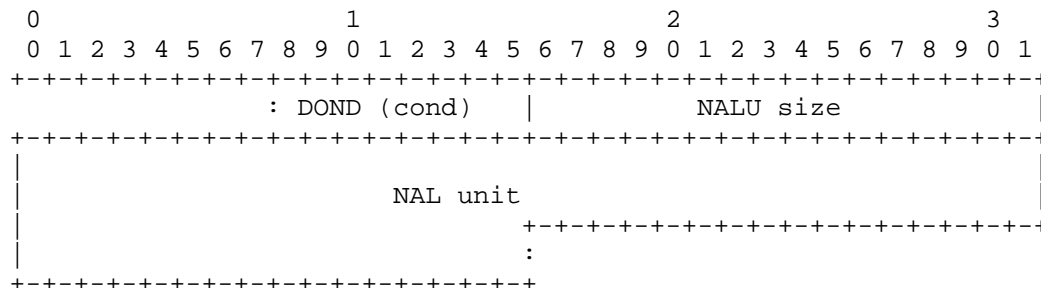 0                   1                   2                   3
0 1 2 3 4 5 6 7 8 9 0 1 2 3 4 5 6 7 8 9 0 1 2 3 4 5 6 7 8 9 0 1
+-+-+-+-+-+-+-+-+-+-+-+-+-+-+-+-+-+-+-+-+-+-+-+-+-+-+-+-+-+-+-+-+
: DOND (cond)   |          NALU size            |
+-+-+-+-+-+-+-+-+-+-+-+-+-+-+-+-+-+-+-+-+-+-+-+-+-+-+-+-+-+-+-+-+
|                                                               |
|                       NAL unit                                |
|                               +-+-+-+-+-+-+-+-+-+-+-+-+-+-+-+-+
|                               :
+-+-+-+-+-+-+-+-+-+-+-+-+-+-+-+-+